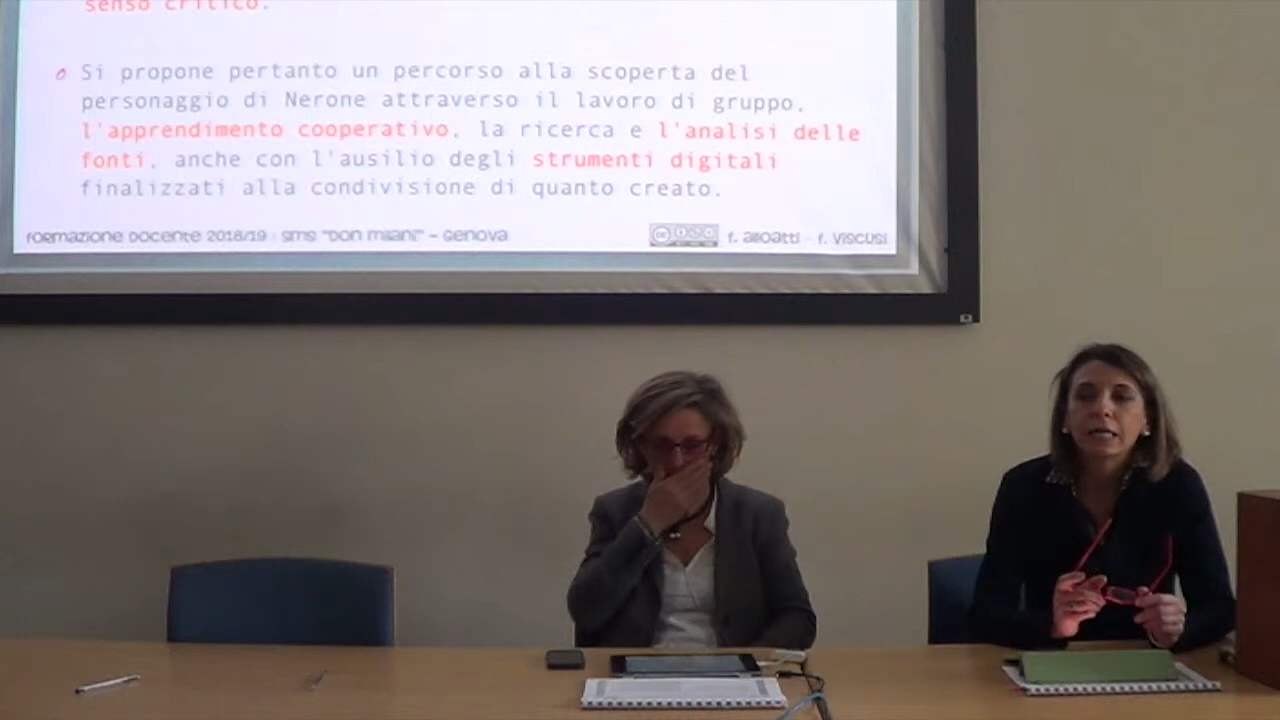 senso critico.
Si propone pertanto un percorso alla scoperta del
personaggio di Nerone attraverso il lavoro di gruppo,
l'apprendimento cooperativo, la ricerca e l'analisi delle
fonti, anche con l'ausilio degli strumenti digitali
finalizzati alla condivisione di quanto creato.
Formazione Docente 2018/19 : SMS "Don Milani" - Genova
F. Alloatti - F. Viscusi